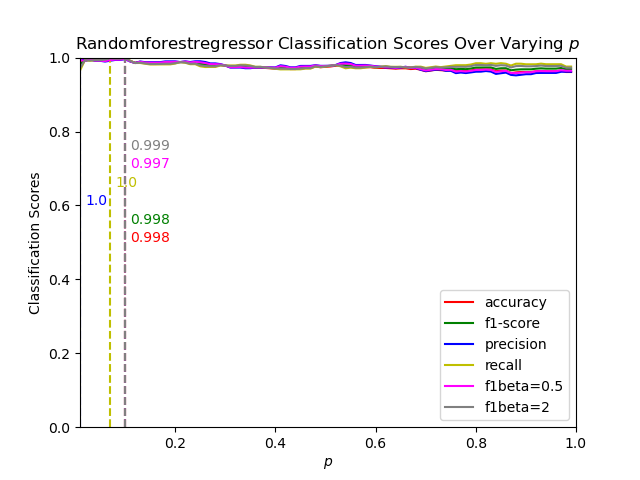 Randomforestregressor Classification Scores Over Varying p
1.0
0.8
0.6
0.4
0.2
0.0
Classification Scores
0.999
0.997
1.0
1.0
0.998
0.998
accuracy
f1-score
precision
recall
f1beta=0.5
f1beta=2
0.2 0.4 0.6 0.8 1.0
p